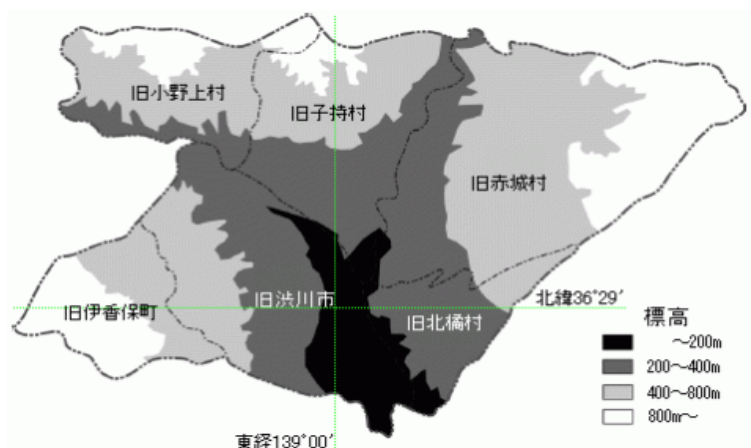 旧小野上村
旧子持村
旧赤城村
旧渋川市
旧伊香保町
旧北橘村
北緯36°29′
標高
～200m
200～400m
400～800m
800m～
東経139°00′